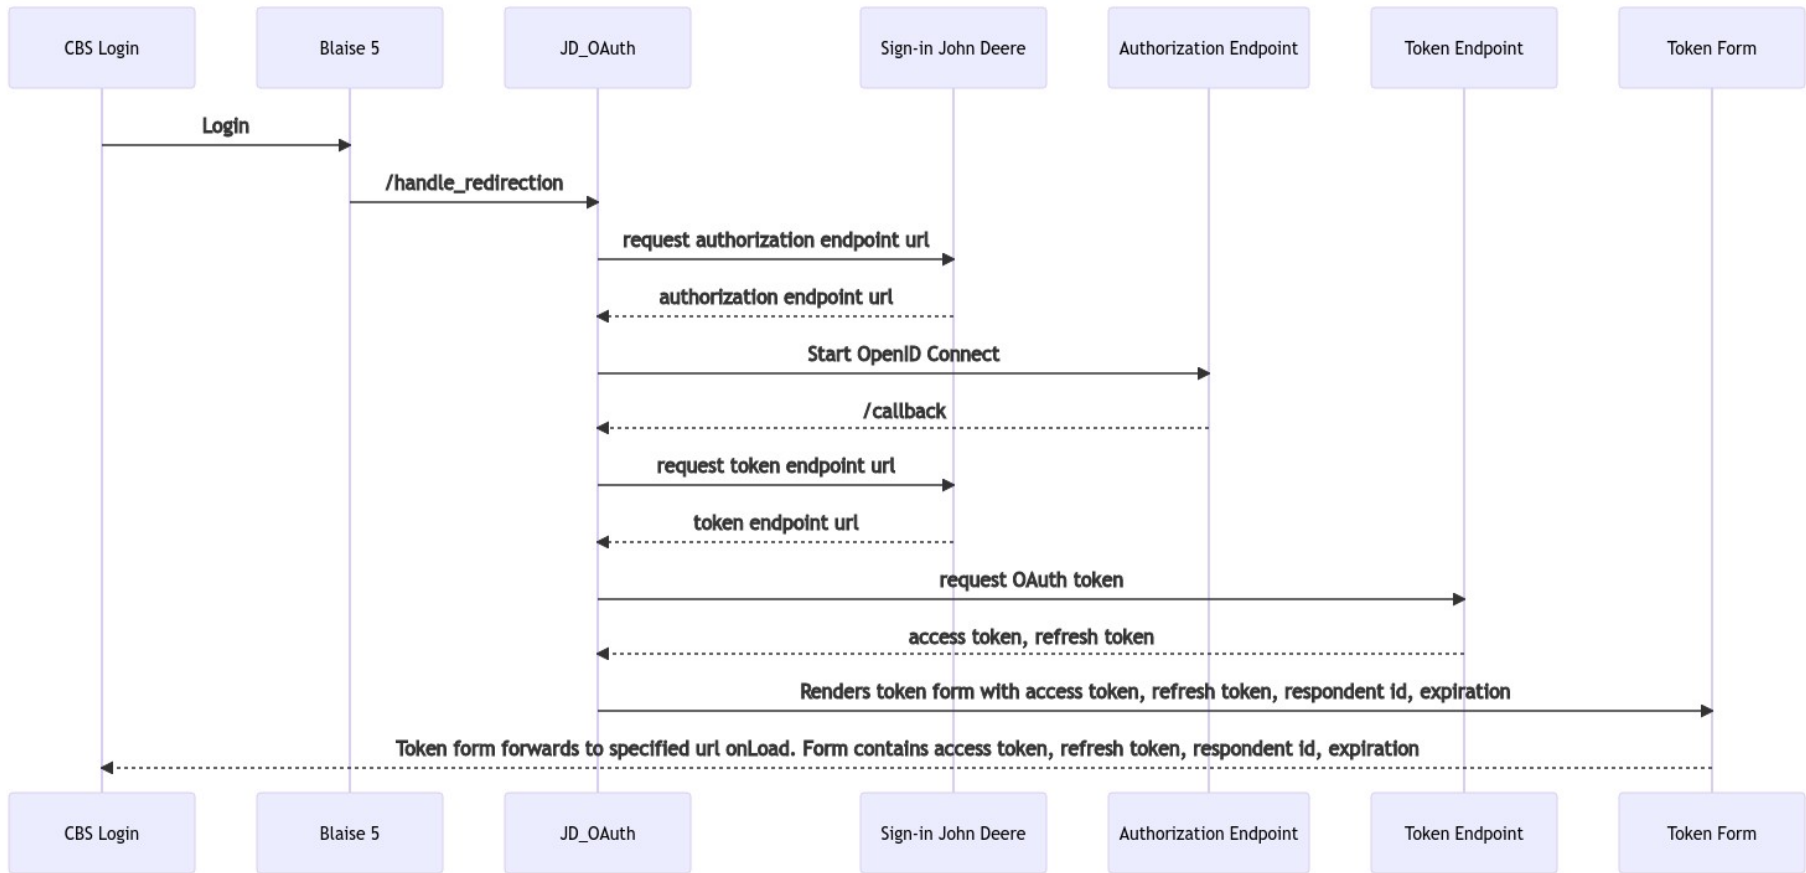 CBS Login
Blaise 5
JD_OAuth
Sign-in John Deere
Authorization Endpoint
Token Endpoint
Token Form
Login
/handle_redirection
request authorization endpoint url
authorization endpoint url
Start OpenID Connect
/callback
request token endpoint url
token endpoint url
request OAuth token
access token, refresh token
Renders token form with access token, refresh token, respondent id, expiration
Token form forwards to specified url onLoad. Form contains access token, refresh token, respondent id, expiration
CBS Login
Blaise 5
JD_OAuth
Sign-in John Deere
Authorization Endpoint
Token Endpoint
Token Form